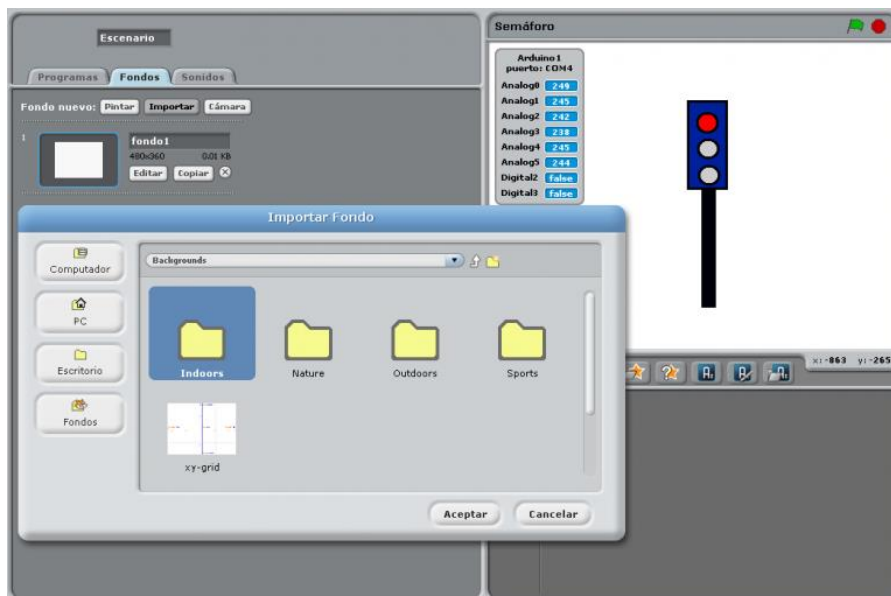 Escenario
Programas Fondos Sonidos
Fondo nuevo: Pintar Importar Cámara
1
fondo1
480x360 0.01 KB
Editar Copiar
Semáforo
Arduino1
puerto: COM4
Analog0 249
Analog1 245
Analog2 242
Analog3 238
Analog4 245
Analog5 244
Digital2 false
Digital3 false
x: -863 y: -265
Importar Fondo
Computador
PC
Escritorio
Fondos
Backgrounds
Indoors
Nature
Outdoors
Sports
xy-grid
Aceptar Cancelar